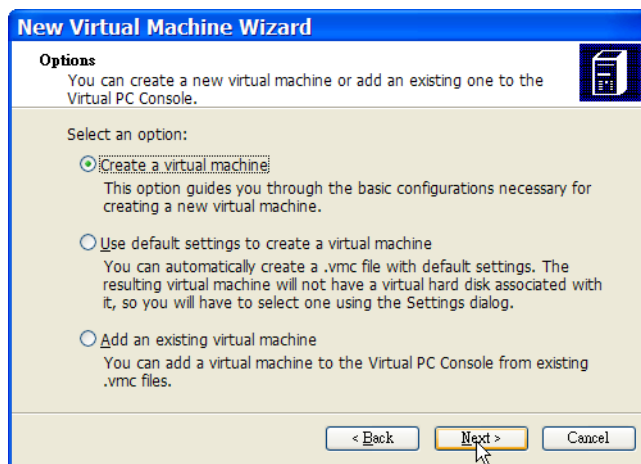 New Virtual Machine Wizard
Options
You can create a new virtual machine or add an existing one to the
Virtual PC Console.
Select an option:
Create a virtual machine
This option guides you through the basic configurations necessary for
creating a new virtual machine.
Use default settings to create a virtual machine
You can automatically create a .vmc file with default settings. The
resulting virtual machine will not have a virtual hard disk associated with
it, so you will have to select one using the Settings dialog.
Add an existing virtual machine
You can add a virtual machine to the Virtual PC Console from existing
.vmc files.
< Back Next > Cancel